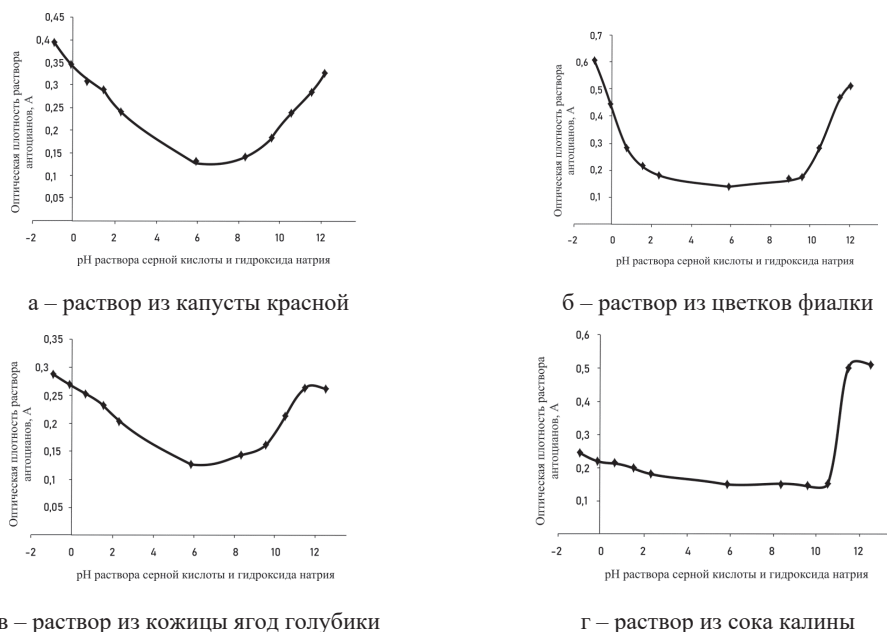 0,45
0,4
0,35
0,3
0,25
0,2
0,15
0,1
0,05
-2 0 2 4 6 8 10 12
Оптическая плотность раствора
антоцианов, А
pH раствора серной кислоты и гидроксида натрия
а – раствор из капусты красной
0,7
0,6
0,5
0,4
0,3
0,2
0,1
-2 0 2 4 6 8 10 12
Оптическая плотность раствора
антоцианов, А
pH раствора серной кислоты и гидроксида натрия
б – раствор из цветков фиалки
0,35
0,3
0,25
0,2
0,15
0,1
0,05
-2 0 2 4 6 8 10 12
Оптическая плотность раствора
антоцианов, А
pH раствора серной кислоты и гидроксида натрия
в – раствор из кожицы ягод голубики
0,6
0,5
0,4
0,3
0,2
0,1
-2 0 2 4 6 8 10 12
Оптическая плотность раствора
антоцианов, А
pH раствора серной кислоты и гидроксида натрия
г – раствор из сока калины